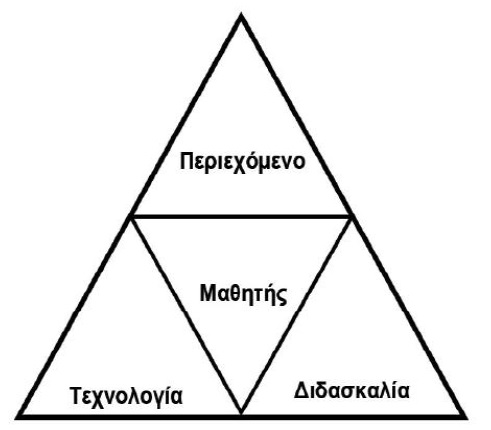 Περιεχόμενο
Μαθητής
Τεχνολογία
Διδασκαλία